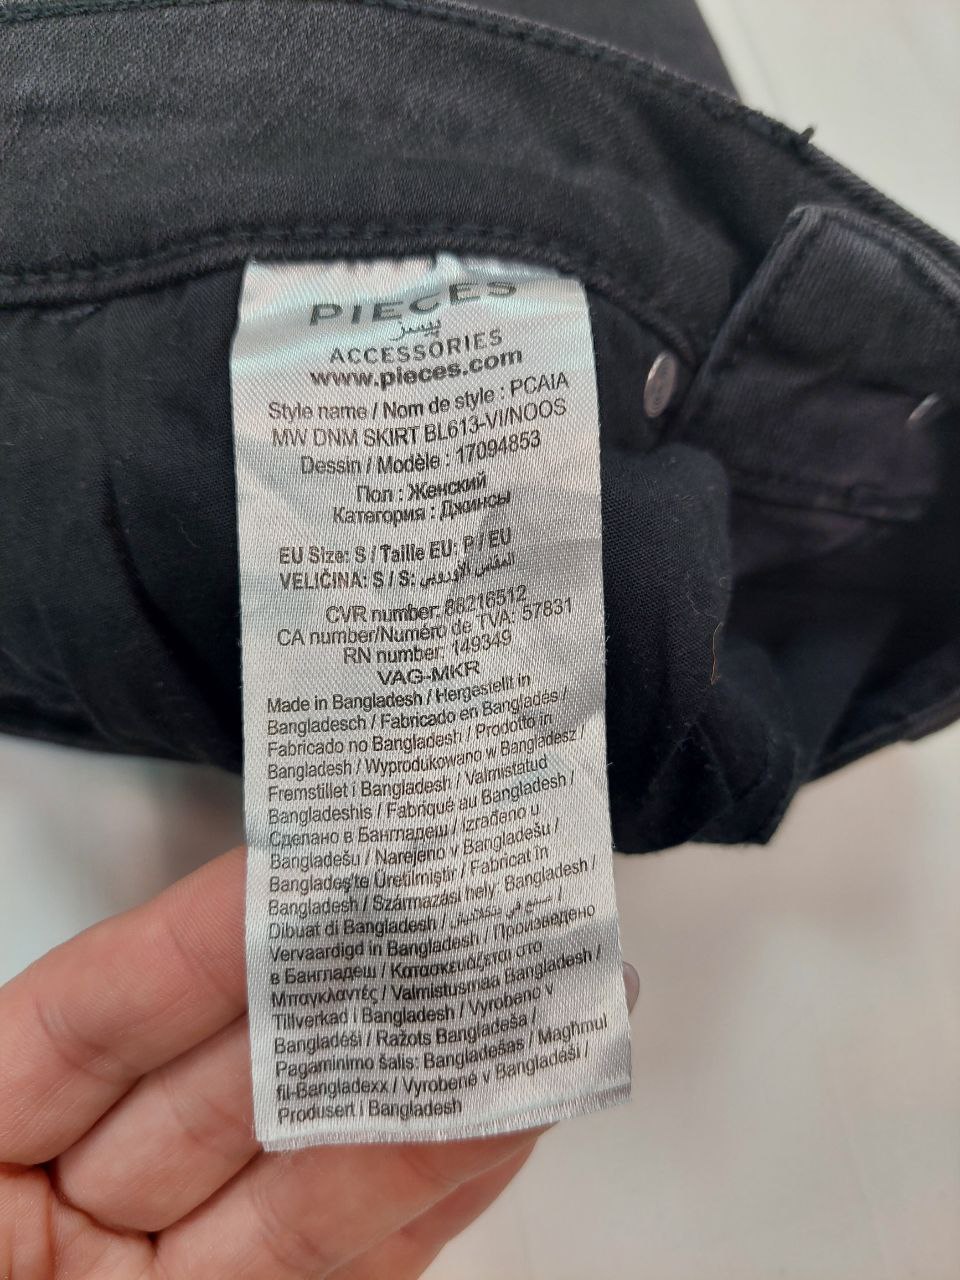 PIECES
بيسز
ACCESSORIES
www.pieces.com
Style name / Nom de style : PCAIA
MW DNM SKIRT BL613-VI/NOOS
Dessin / Modèle : 17094853
Пол : Женский
Категория : Джинсы
EU Size: S / Taille EU: P / EU
VELIČINA: S / S: المقاس الأوروبي
CVR number: 86216512
CA number/Numéro de TVA: 57831
RN number: 149349
VAG-MKR
Made in Bangladesh / Hergestellt in
Bangladesch / Fabricado en Bangladés /
Fabricado no Bangladesh / Prodotto in
Bangladesh / Wyprodukowano w Bangladesz /
Fremstillet i Bangladesh / Valmistatud
Bangladeshis / Fabriqué au Bangladesh /
Сделано в Бангладеш / Izrađeno u
Bangladešu / Narejeno v Bangladešu /
Bangladeş'te Üretilmiştir / Fabricat în
Bangladesh / Származási hely: Bangladesh /
Dibuat di Bangladesh / صنع في بنغلاديش /
Vervaardigd in Bangladesh / Произведено
в Бангладеш / Κατασκευάζεται στο
Μπαγκλαντές / Valmistusmaa Bangladesh /
Tillverkad i Bangladesh / Vyrobeno v
Bangladéši / Ražots Bangladeša /
Pagaminimo šalis: Bangladešas / Maghmul
fil-Bangladexx / Vyrobené v Bangladéši /
Produsert i Bangladesh